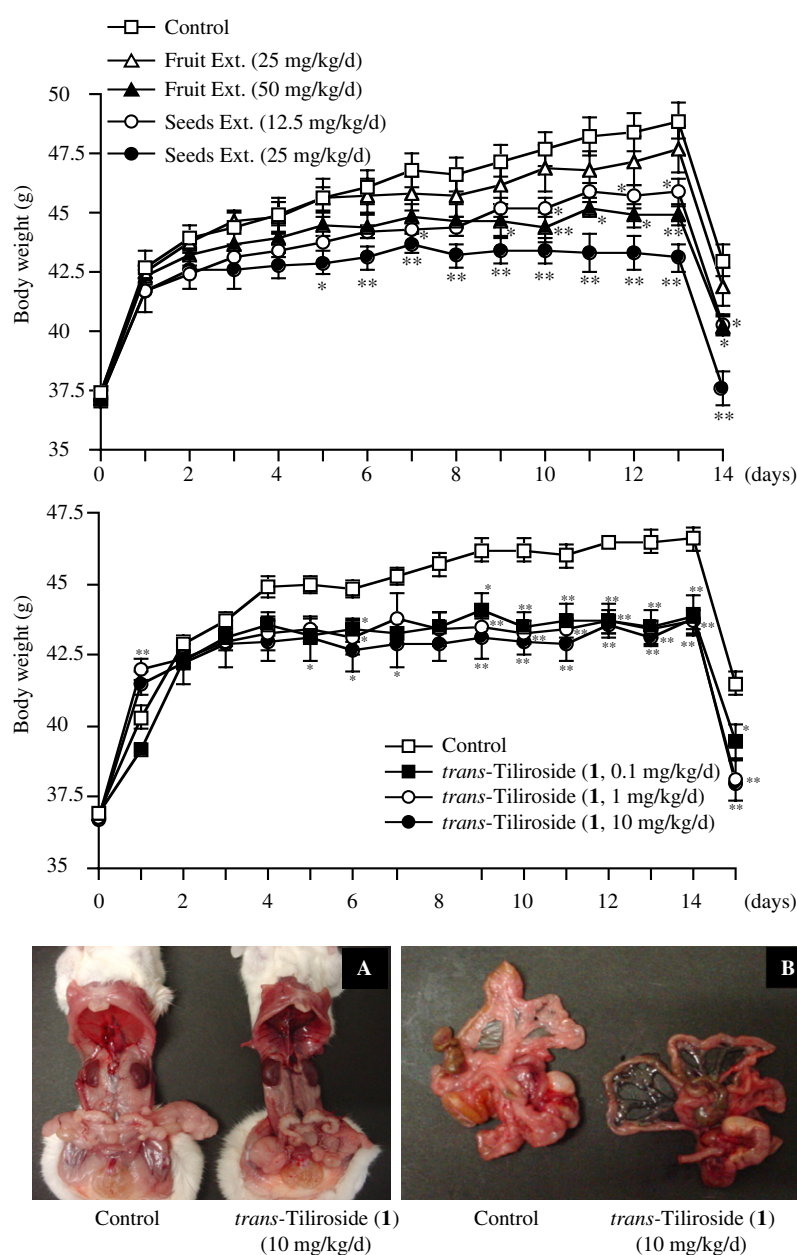 Control
Fruit Ext. (25 mg/kg/d)
Fruit Ext. (50 mg/kg/d)
Seeds Ext. (12.5 mg/kg/d)
Seeds Ext. (25 mg/kg/d)
Body weight (g)
50
47.5
45
42.5
40
37.5
35
* ** ** ** ** ** ** ** ** **
* * * * * **
* * * * *
0 2 4 6 8 10 12 14 (days)
Body weight (g)
47.5
45
42.5
40
37.5
35
** * * * * * * ** ** ** ** ** ** ** ** ** ** ** ** ** ** ** * ** **
Control
trans-Tiliroside (1, 0.1 mg/kg/d)
trans-Tiliroside (1, 1 mg/kg/d)
trans-Tiliroside (1, 10 mg/kg/d)
0 2 4 6 8 10 12 14 (days)
A
B
Control
trans-Tiliroside (1)
(10 mg/kg/d)
Control
trans-Tiliroside (1)
(10 mg/kg/d)